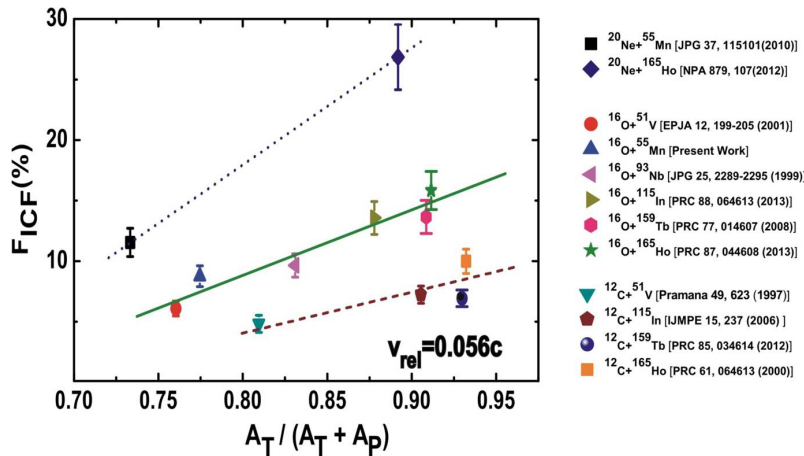 30
20
10
0
F_ICF(%)
0.70 0.75 0.80 0.85 0.90 0.95
A_T / (A_T + A_P)
v_rel=0.056c
²⁰Ne+⁵⁵Mn [JPG 37, 115101(2010)]
²⁰Ne+¹⁶⁵Ho [NPA 879, 107(2012)]
¹⁶O+⁵¹V [EPJA 12, 199-205 (2001)]
¹⁶O+⁵⁵Mn [Present Work]
¹⁶O+⁹³Nb [JPG 25, 2289-2295 (1999)]
¹⁶O+¹¹⁵In [PRC 88, 064613 (2013)]
¹⁶O+¹⁵⁹Tb [PRC 77, 014607 (2008)]
¹⁶O+¹⁶⁵Ho [PRC 87, 044608 (2013)]
¹²C+⁵¹V [Pramana 49, 623 (1997)]
¹²C+¹¹⁵In [IJMPE 15, 237 (2006) ]
¹²C+¹⁵⁹Tb [PRC 85, 034614 (2012)]
¹²C+¹⁶⁵Ho [PRC 61, 064613 (2000)]